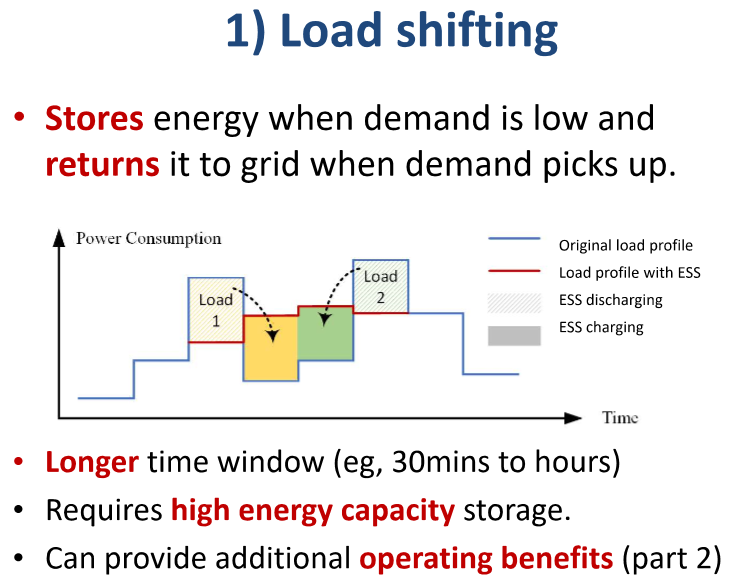 1) Load shifting
• Stores energy when demand is low and
returns it to grid when demand picks up.
Power Consumption
Original load profile
Load profile with ESS
ESS discharging
ESS charging
Load
1
Load
2
Time
• Longer time window (eg, 30mins to hours)
• Requires high energy capacity storage.
• Can provide additional operating benefits (part 2)